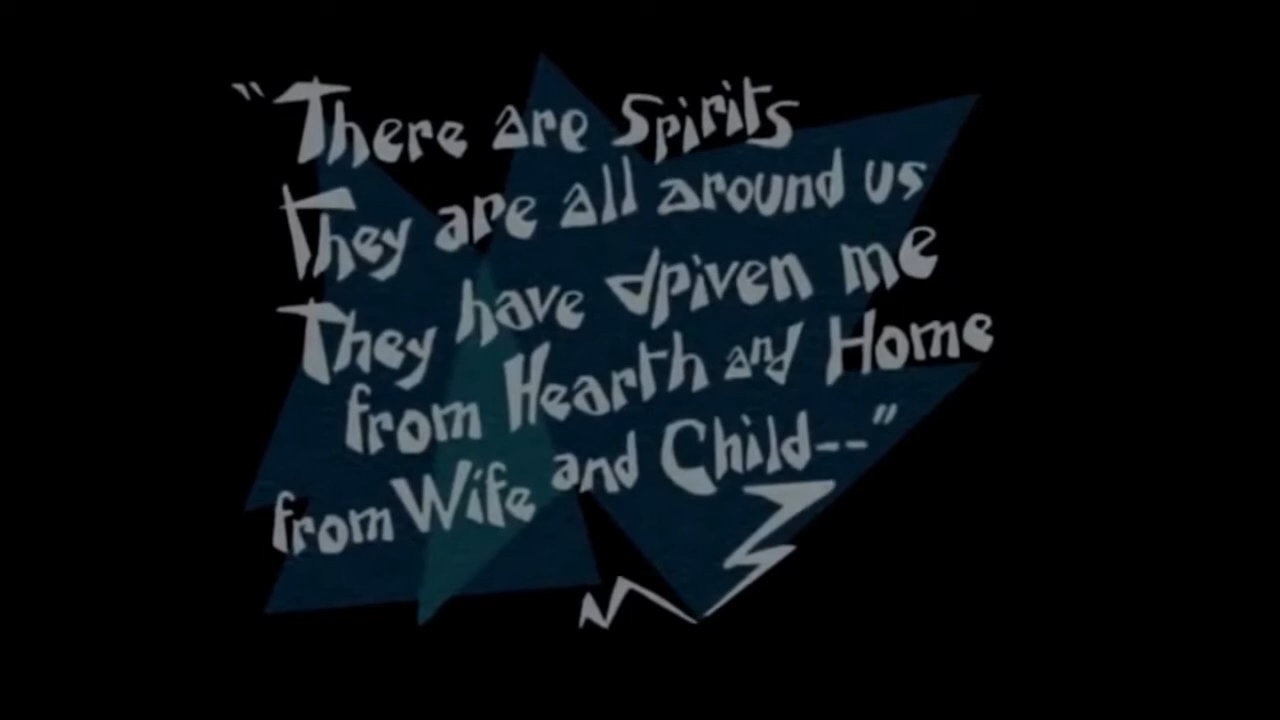 “There are Spirits
They are all around us
They have driven me
from Hearth and Home
from Wife and Child--”